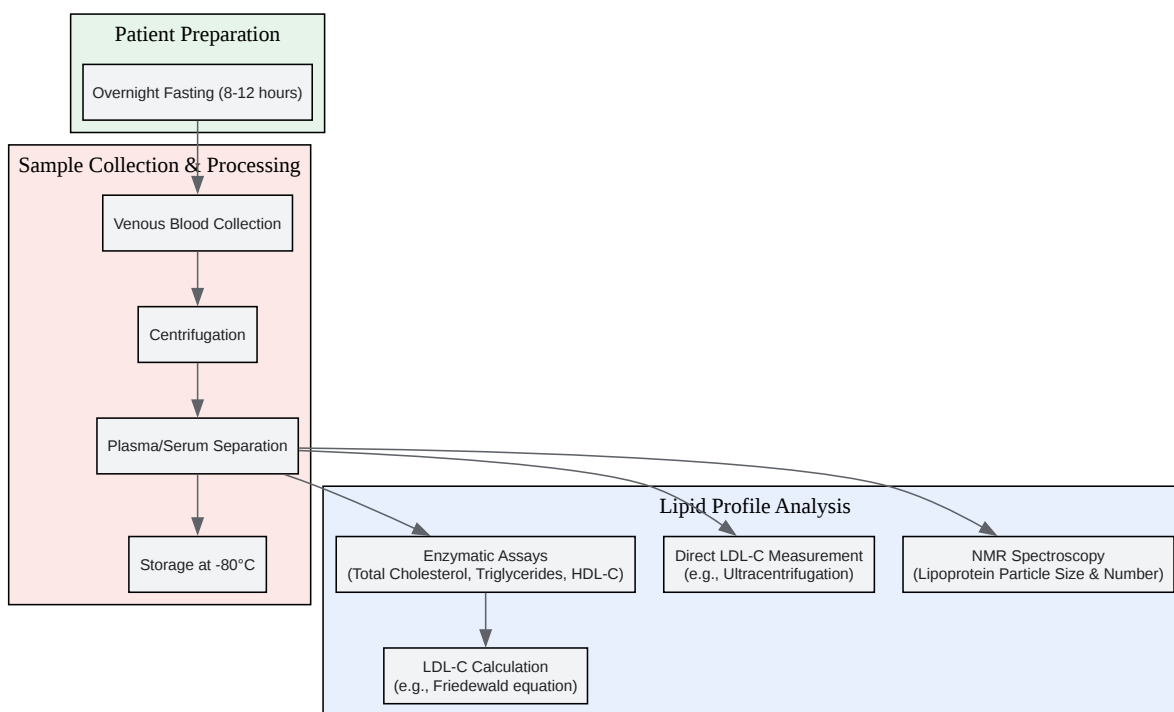 Patient Preparation
Overnight Fasting (8-12 hours)
Sample Collection & Processing
Venous Blood Collection
Centrifugation
Plasma/Serum Separation
Storage at -80°C
Lipid Profile Analysis
Enzymatic Assays
(Total Cholesterol, Triglycerides, HDL-C)
Direct LDL-C Measurement
(e.g., Ultracentrifugation)
NMR Spectroscopy
(Lipoprotein Particle Size & Number)
LDL-C Calculation
(e.g., Friedewald equation)